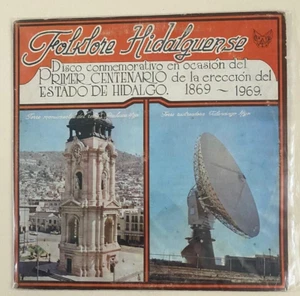 Folklore Hidalguense
Disco conmemorativo en ocasión del
PRIMER CENTENARIO de la erección del
ESTADO DE HIDALGO. 1869 ~ 1969.